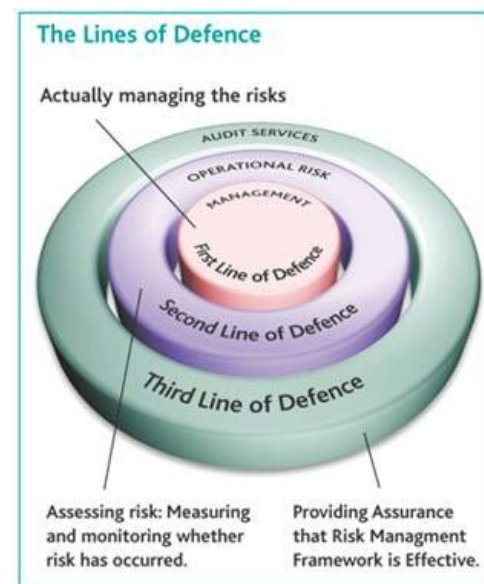 The Lines of Defence
Actually managing the risks
AUDIT SERVICES
OPERATIONAL RISK
MANAGEMENT
First Line of Defence
Second Line of Defence
Third Line of Defence
Assessing risk: Measuring
and monitoring whether
risk has occurred.
Providing Assurance
that Risk Managment
Framework is Effective.